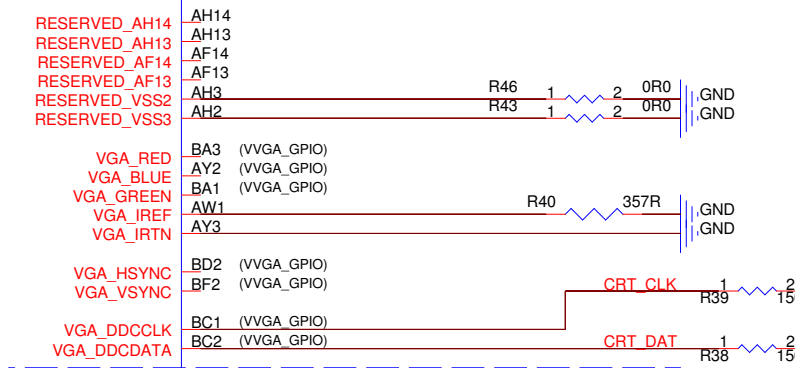 RESERVED_AH14 AH14
RESERVED_AH13 AH13
RESERVED_AF14 AF14
RESERVED_AF13 AF13
RESERVED_VSS2 AH3 R46 1 2 0R0 GND
RESERVED_VSS3 AH2 R43 1 2 0R0 GND
VGA_RED BA3 (VVGA_GPIO)
VGA_BLUE AY2 (VVGA_GPIO)
VGA_GREEN BA1 (VVGA_GPIO)
VGA_IREF AW1 R40 357R GND
VGA_IRTN AY3 GND
VGA_HSYNC BD2 (VVGA_GPIO)
VGA_VSYNC BF2 (VVGA_GPIO) CRT_CLK 1 2
R39 15
VGA_DDCCLK BC1 (VVGA_GPIO)
VGA_DDCDATA BC2 (VVGA_GPIO) CRT_DAT 1 2
R38 15